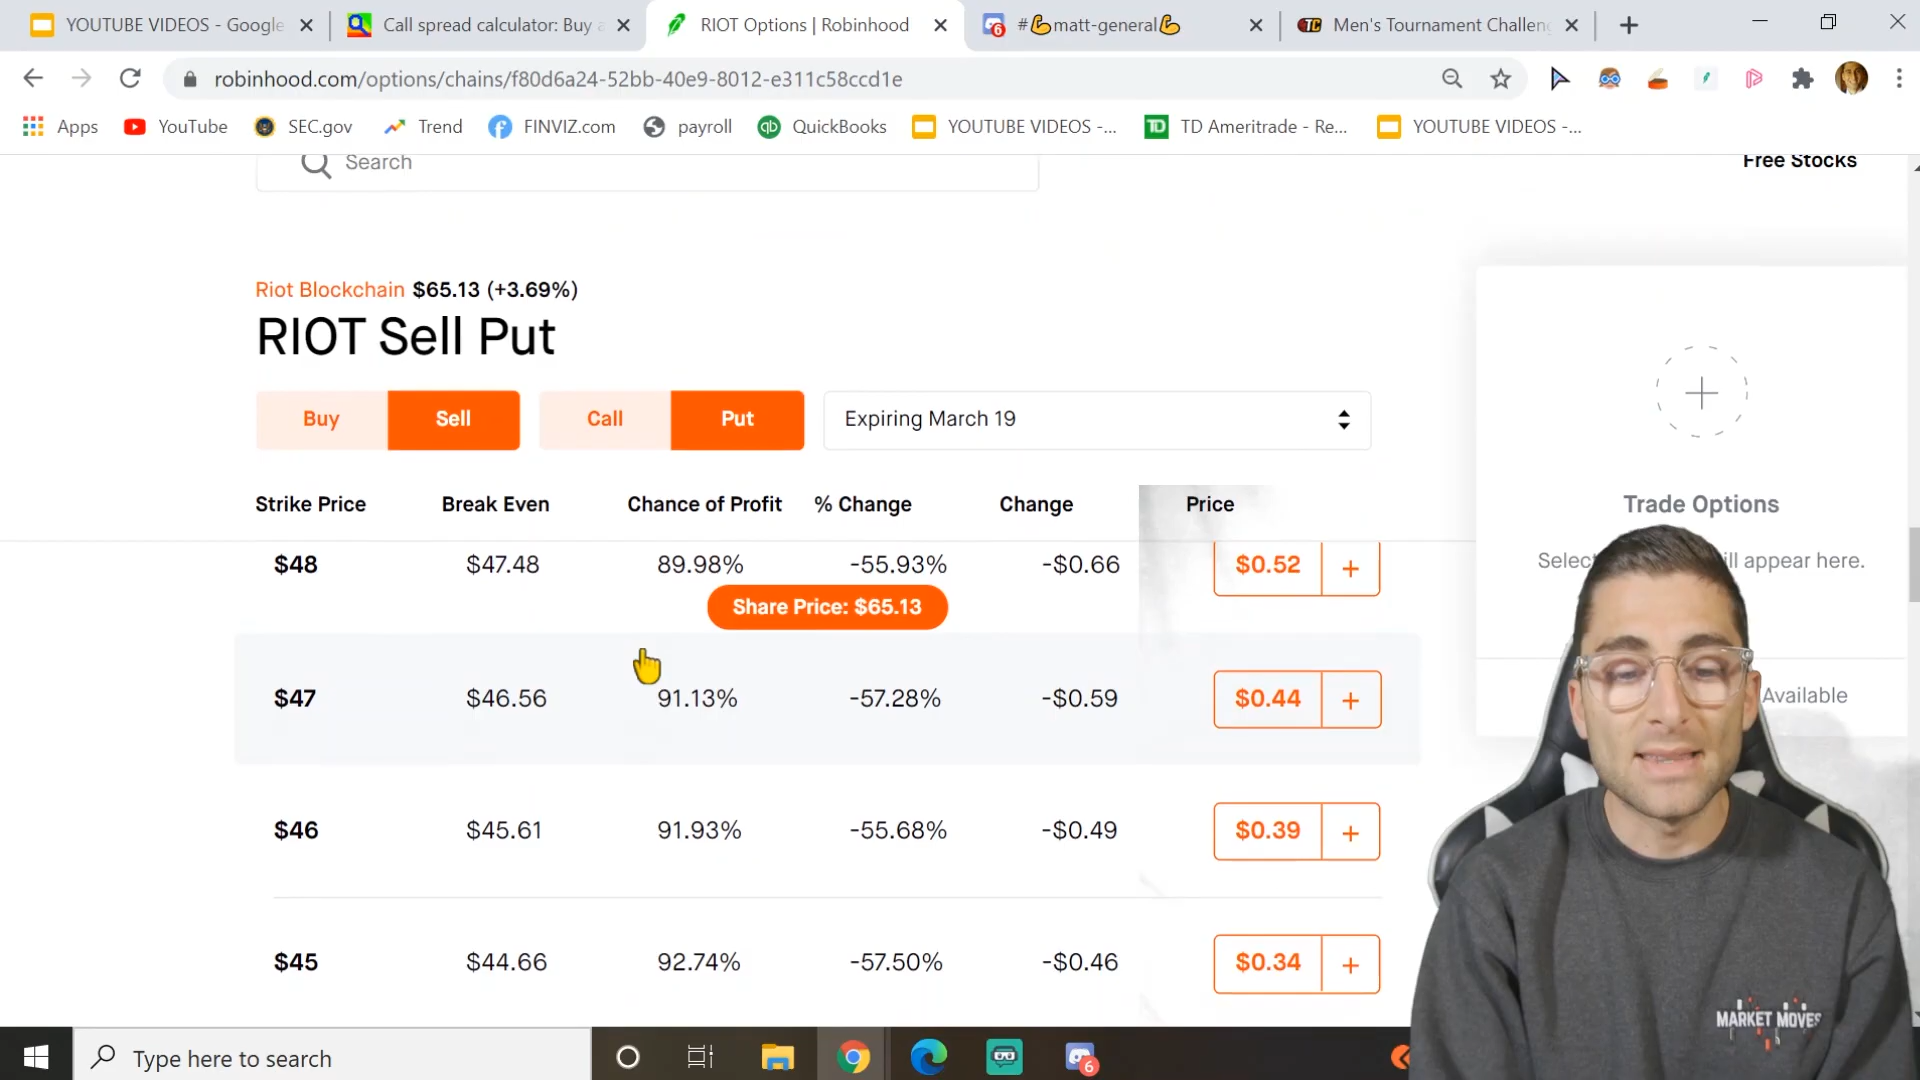 YOUTUBE VIDEOS - Google
Call spread calculator: Buy a
RIOT Options | Robinhood
#💪matt-general💪
Men's Tournament Challen
robinhood.com/options/chains/f80d6a24-52bb-40e9-8012-e311c58ccd1e
Apps YouTube SEC.gov Trend FINVIZ.com payroll QuickBooks YOUTUBE VIDEOS -... TD Ameritrade - Re... YOUTUBE VIDEOS -...
Search
Free Stocks
Riot Blockchain $65.13 (+3.69%)
RIOT Sell Put
Buy Sell Call Put Expiring March 19
Strike Price Break Even Chance of Profit % Change Change Price
$48 $47.48 89.98% -55.93% -$0.66 $0.52 +
Share Price: $65.13
$47 $46.56 91.13% -57.28% -$0.59 $0.44 +
$46 $45.61 91.93% -55.68% -$0.49 $0.39 +
$45 $44.66 92.74% -57.50% -$0.46 $0.34 +
Trade Options
Selec ill appear here.
Available
MARKET MOVES
Type here to search
6